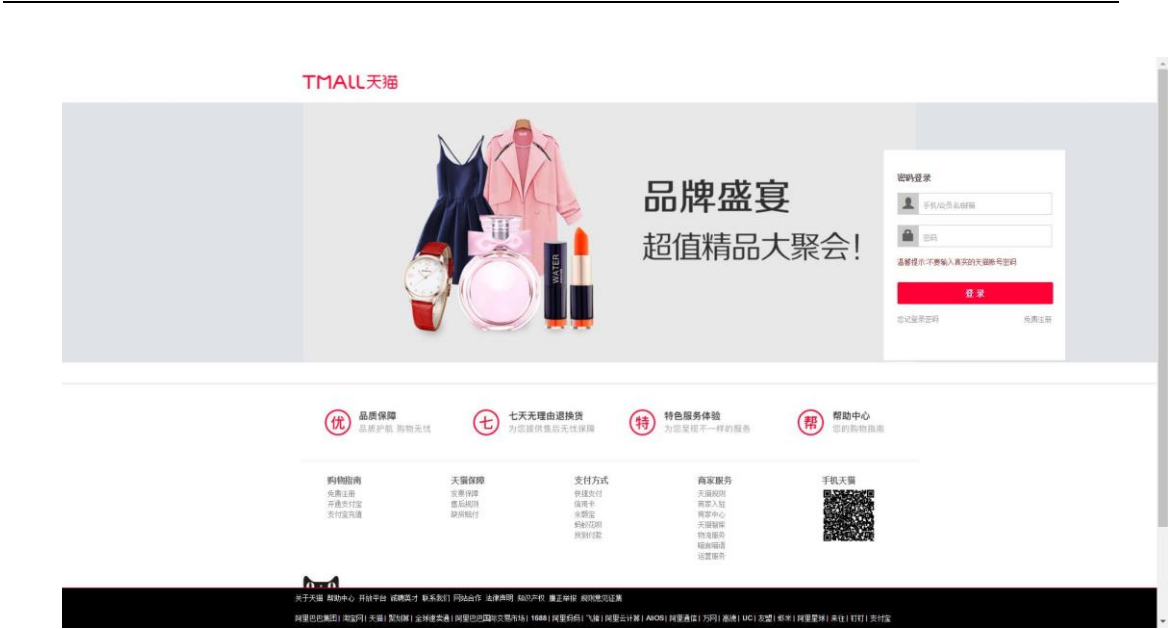 TMALL天猫
品牌盛宴
超值精品大聚会!
WATER
密码登录
手机/会员名/邮箱
密码
温馨提示:不要输入真实的天猫账号密码
登 录
忘记登录密码 免费注册
优 品质保障 七 七天无理由退换货 特 特色服务体验 帮 帮助中心
品质护航 购物无忧 为您提供售后无忧保障 为您呈现不一样的服务 您的购物指南
购物指南 天猫保障 支付方式 商家服务 手机天猫
免费注册 发票保障 快捷支付 天猫规则
开通支付宝 售后规则 信用卡 商家入驻
支付宝充值 缺货赔付 余额宝 商家中心
蚂蚁花呗 天猫智库
货到付款 物流服务
喵言喵语
运营服务
关于天猫 帮助中心 开放平台 诚聘英才 联系我们 网站合作 法律声明 知识产权 廉正举报 规则意见征集
阿里巴巴集团| 淘宝网| 天猫| 聚划算| 全球速卖通| 阿里巴巴国际交易市场| 1688| 阿里妈妈| 飞猪| 阿里云计算| AliOS| 阿里通信| 万网| 高德| UC| 友盟| 虾米| 阿里星球| 来往| 钉钉| 支付宝